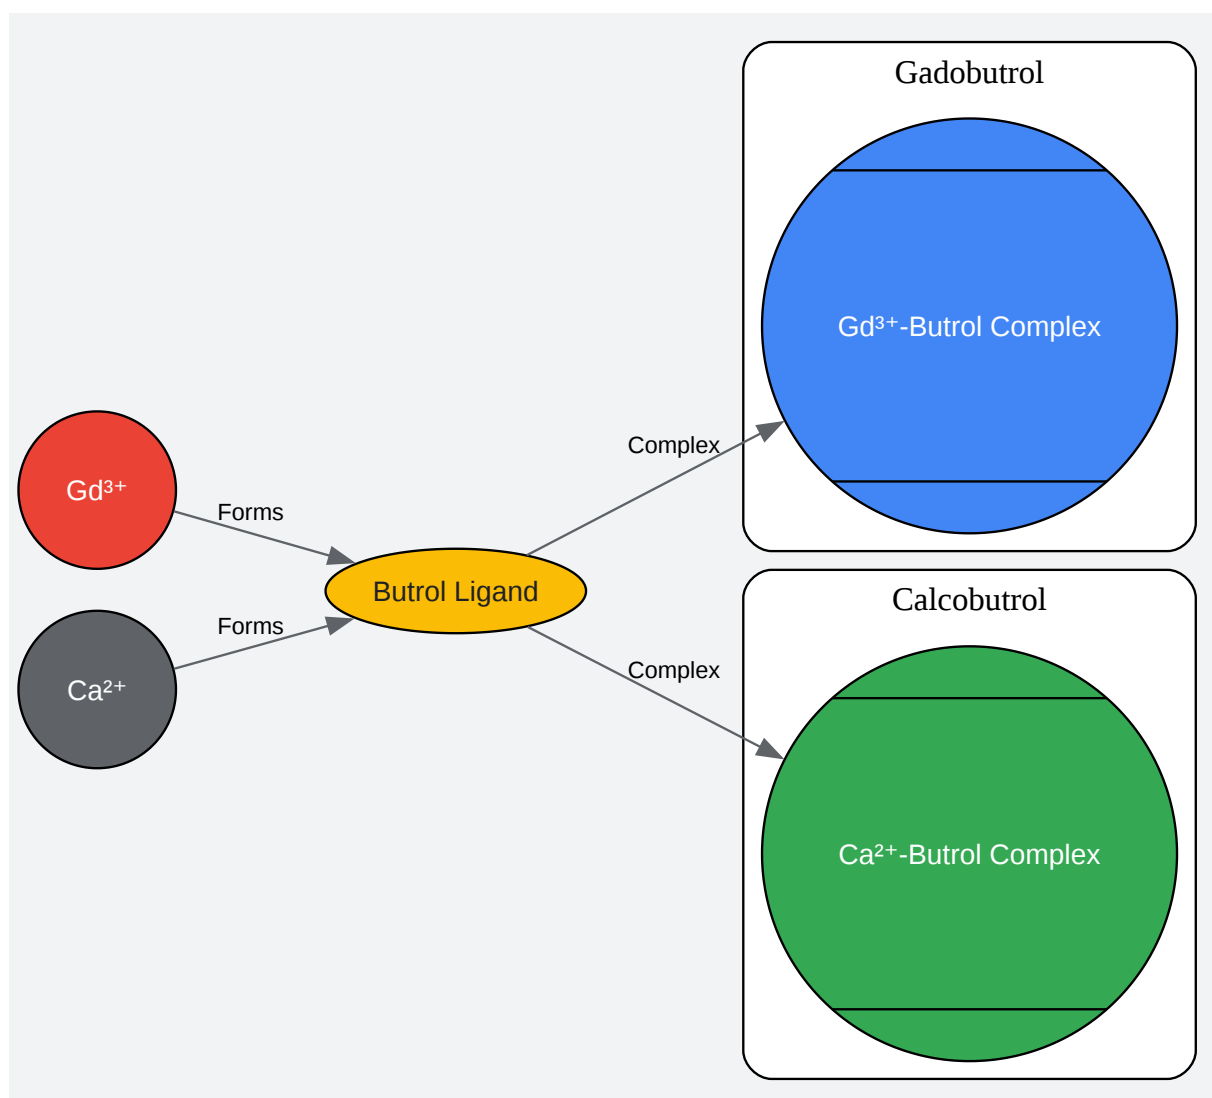 Gadobutrol
Gd³⁺-Butrol Complex
Complex
Gd³⁺
Forms
Butrol Ligand
Calcobutrol
Forms
Complex
Ca²⁺
Ca²⁺-Butrol Complex